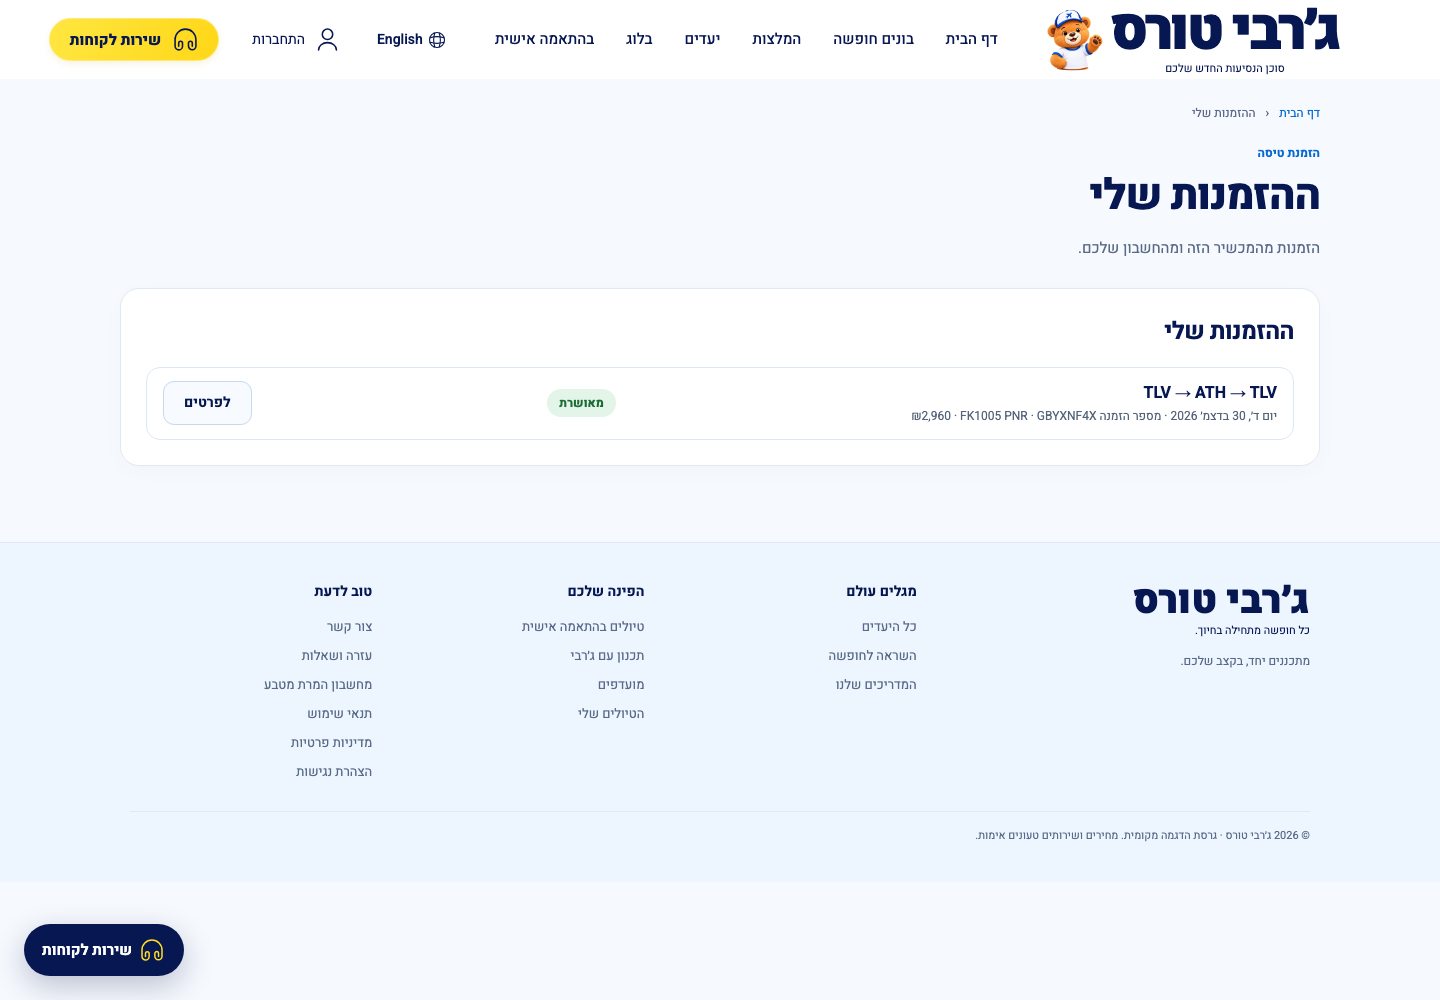 ג׳רבי טורס
סוכן הנסיעות החדש שלכם
דף הבית
בונים חופשה
המלצות
יעדים
בלוג
בהתאמה אישית
English
התחברות
שירות לקוחות
דף הבית › ההזמנות שלי
הזמנת טיסה
ההזמנות שלי
הזמנות מהמכשיר הזה ומהחשבון שלכם.
ההזמנות שלי
TLV → ATH → TLV
יום ד׳, 30 בדצמ׳ 2026 · מספר הזמנה FK1005 PNR · GBYXNF4X · ₪2,960
מאושרת
לפרטים
ג׳רבי טורס
כל חופשה מתחילה בחיוך.
מתכננים יחד, בקצב שלכם.
מגלים עולם
כל היעדים
השראה לחופשה
המדריכים שלנו
הפינה שלכם
טיולים בהתאמה אישית
תכנון עם ג׳רבי
מועדפים
הטיולים שלי
טוב לדעת
צור קשר
עזרה ושאלות
מחשבון המרת מטבע
תנאי שימוש
מדיניות פרטיות
הצהרת נגישות
© 2026 ג׳רבי טורס · גרסת הדגמה מקומית. מחירים ושירותים טעונים אימות.
שירות לקוחות